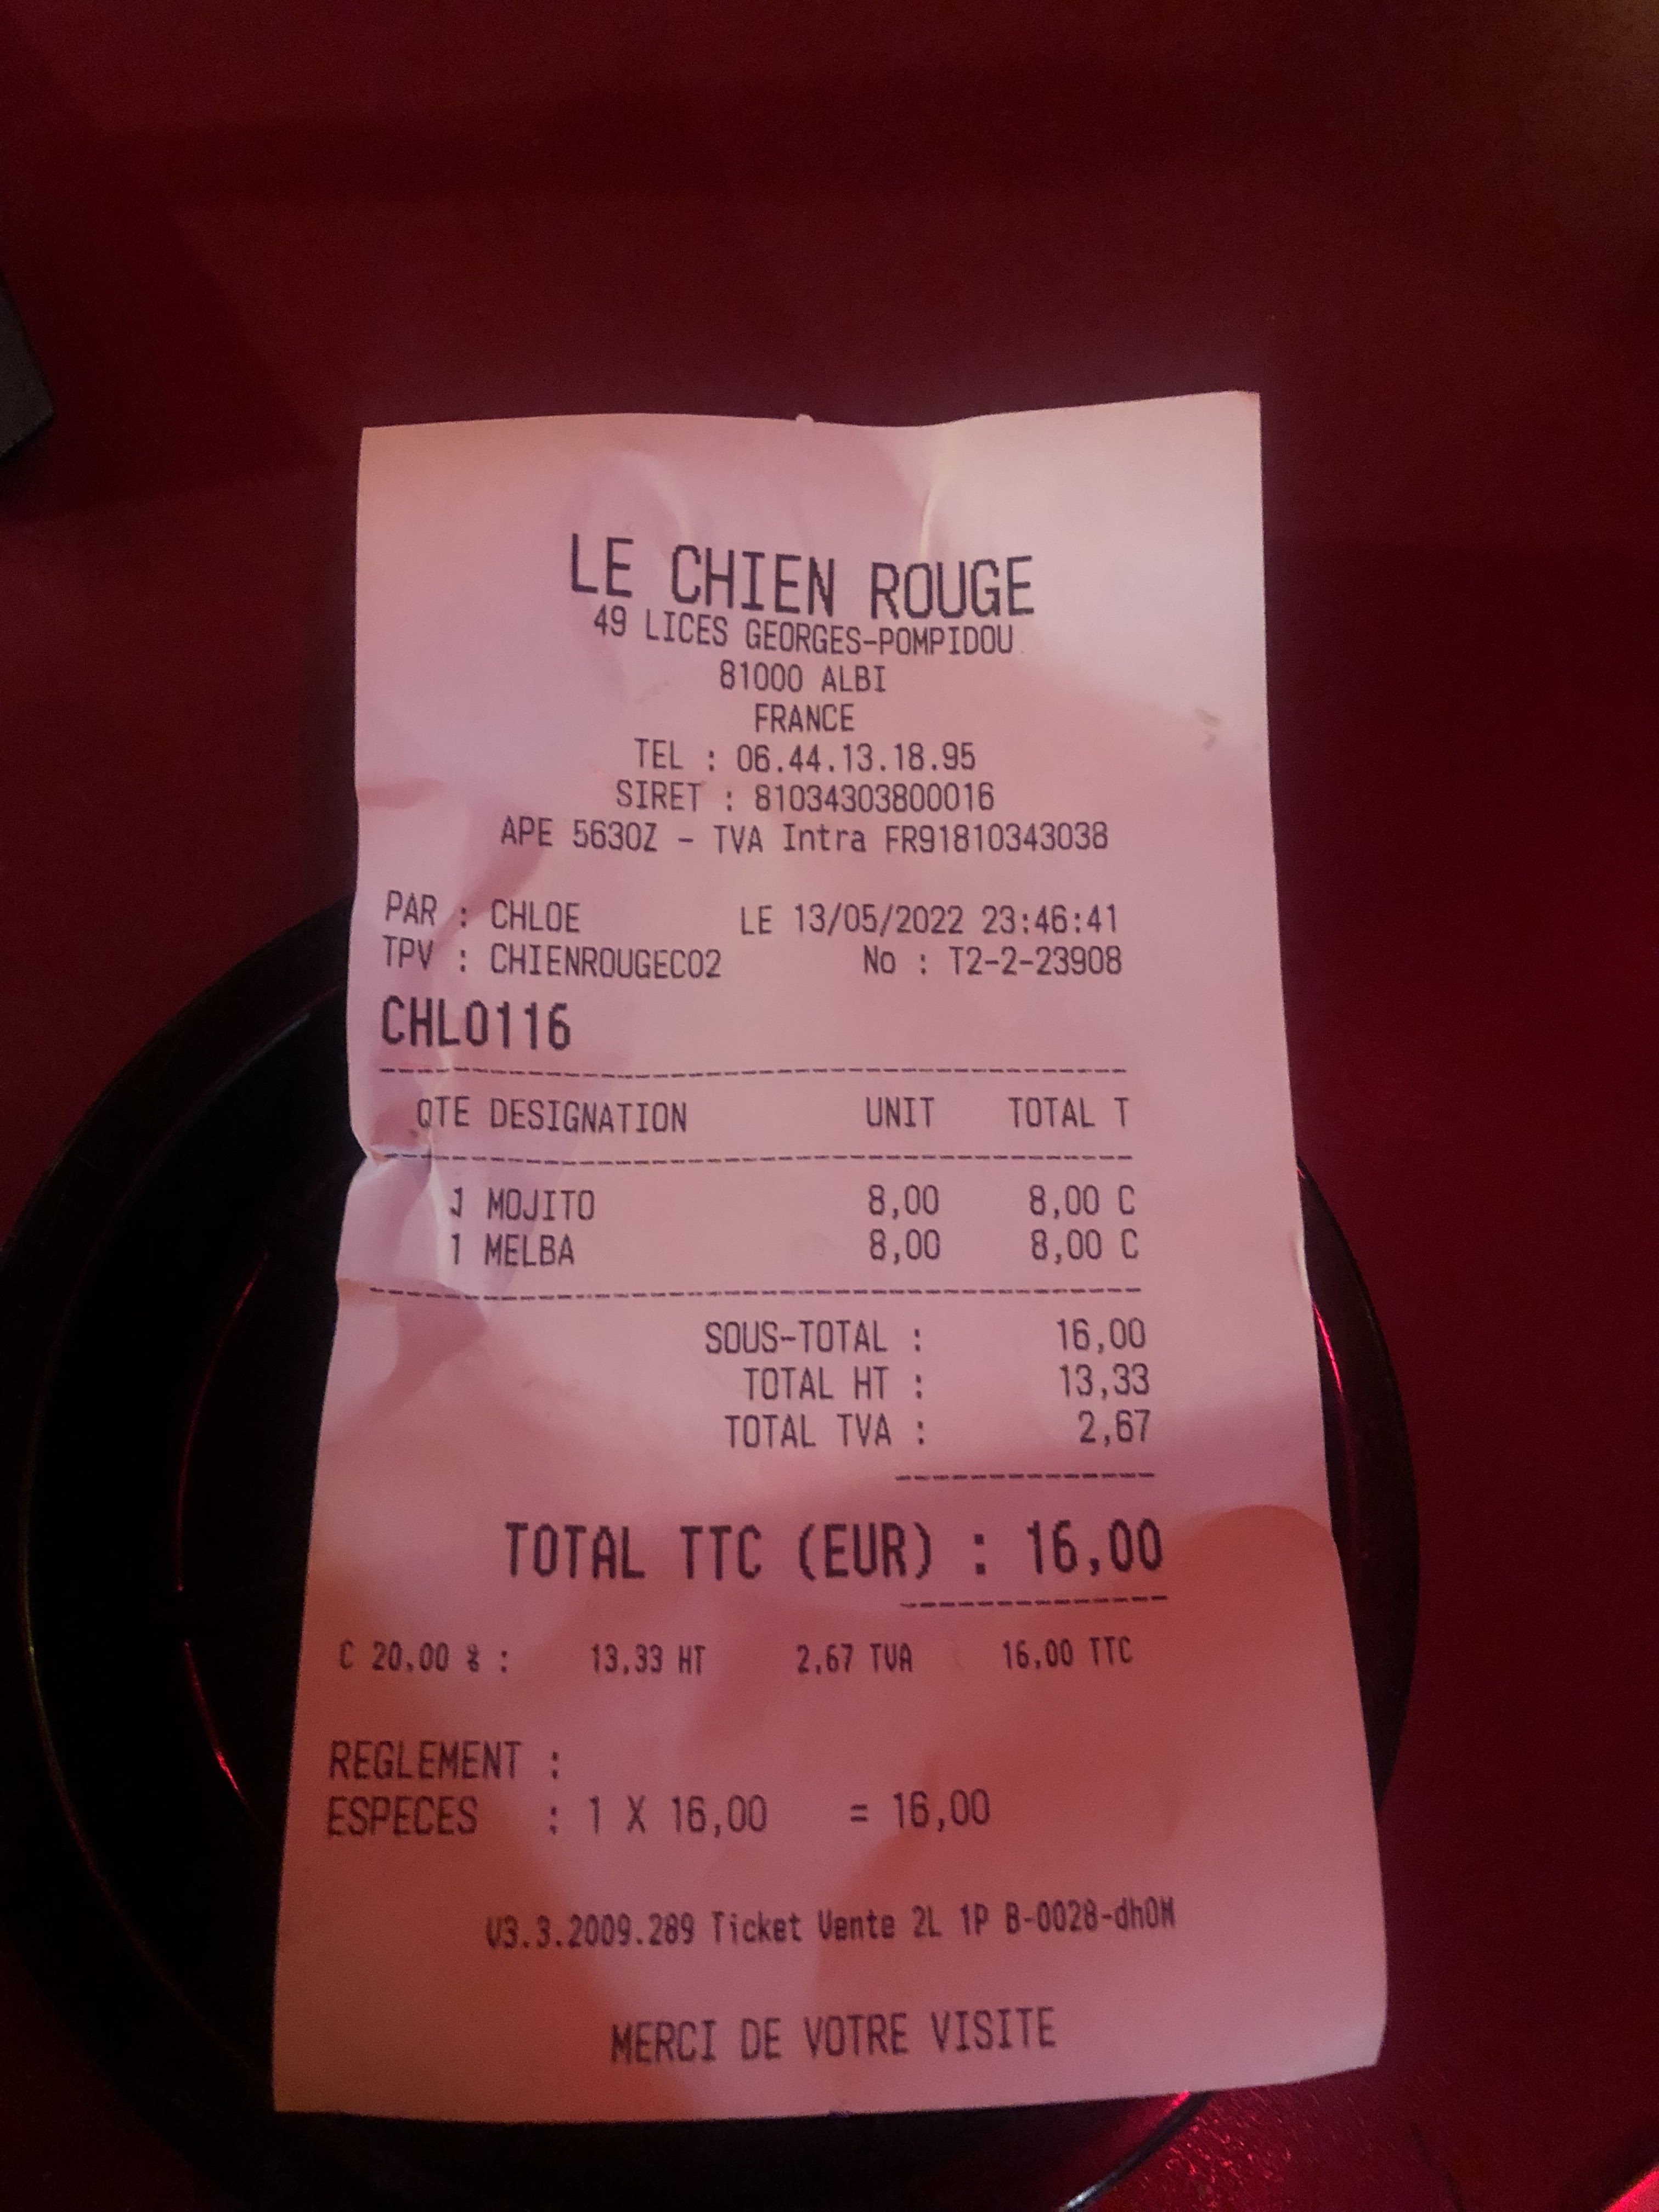 LE CHIEN ROUGE
49 LICES GEORGES-POMPIDOU
81000 ALBI
FRANCE
TEL : 06.44.13.18.95
SIRET : 81034303800016
APE 5630Z - TVA Intra FR91810343038
PAR : CHLOE LE 13/05/2022 23:46:41
TPV : CHIENROUGEC02 No : T2-2-23908
CHLO116
QTE DESIGNATION UNIT TOTAL T
1 MOJITO 8,00 8,00 C
1 MELBA 8,00 8,00 C
SOUS-TOTAL : 16,00
TOTAL HT : 13,33
TOTAL TVA : 2,67
TOTAL TTC (EUR) : 16,00
C 20.00 % : 13.33 HT 2.67 TVA 16.00 TTC
REGLEMENT :
ESPECES : 1 X 16,00 = 16,00
V3.3.2009.289 Ticket Vente 2L 1P B-0028-dhOM
MERCI DE VOTRE VISITE